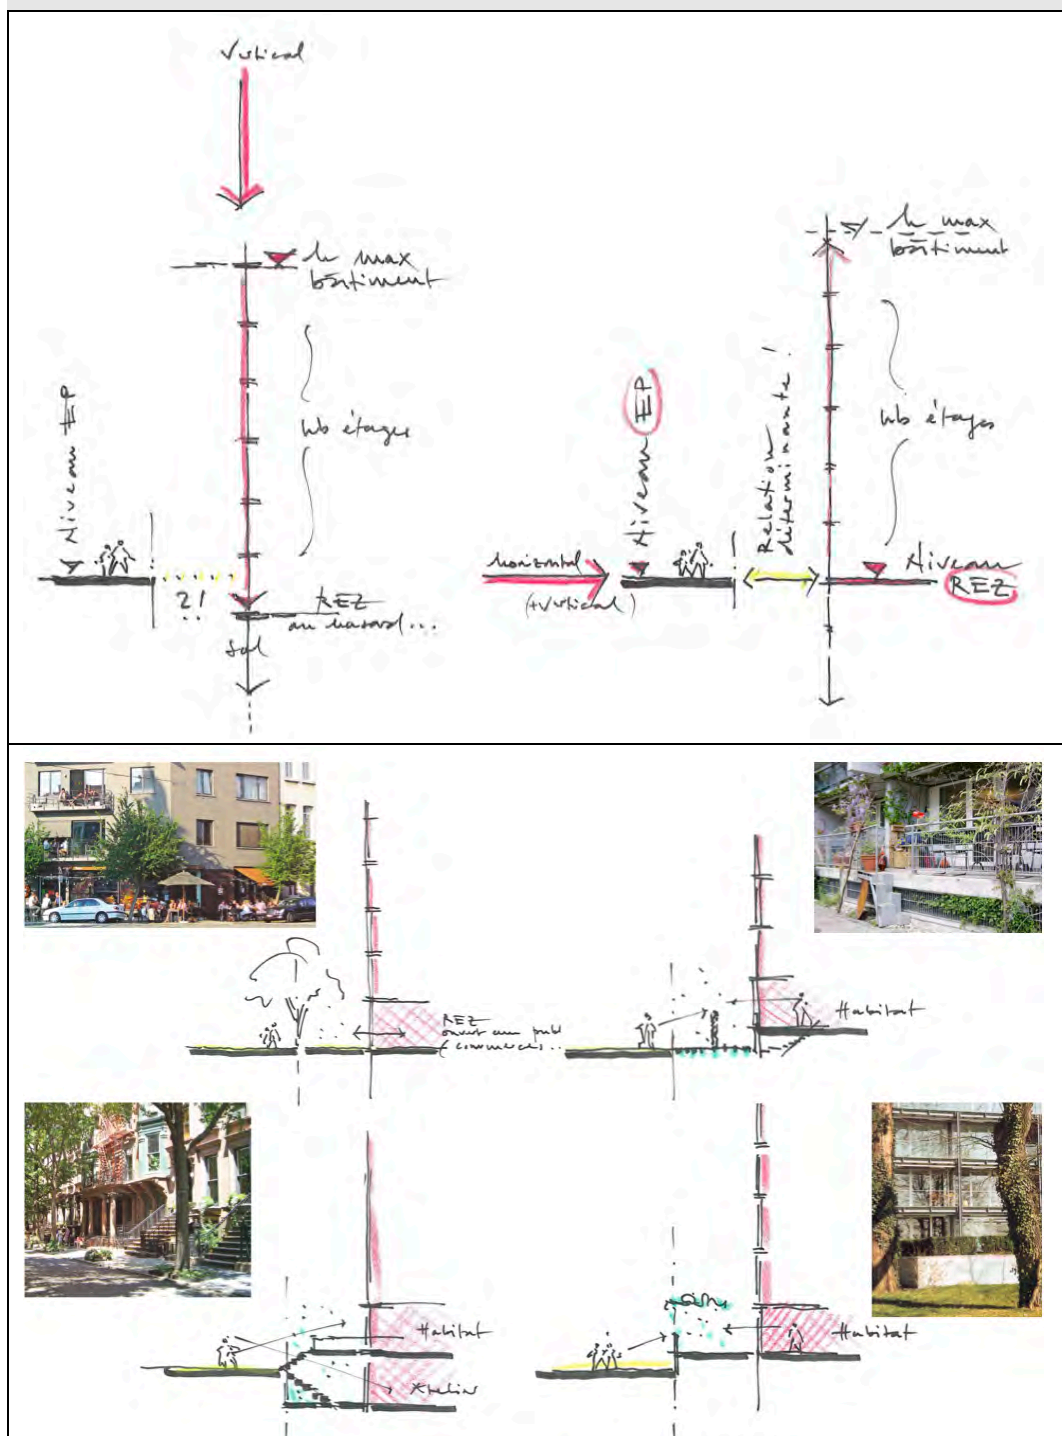 Vertical
h max
bâtiment
Niveau EP
nb étages
?!
REZ
au hasard...
Sol
h max
bâtiment
Niveau EP
Relation
déterminante !
nb étages
horizontal
(+Vertical)
Niveau
REZ
REZ
ouvert au publ
(commerces..
Habitat
Habitat
Ateliers
Habitat